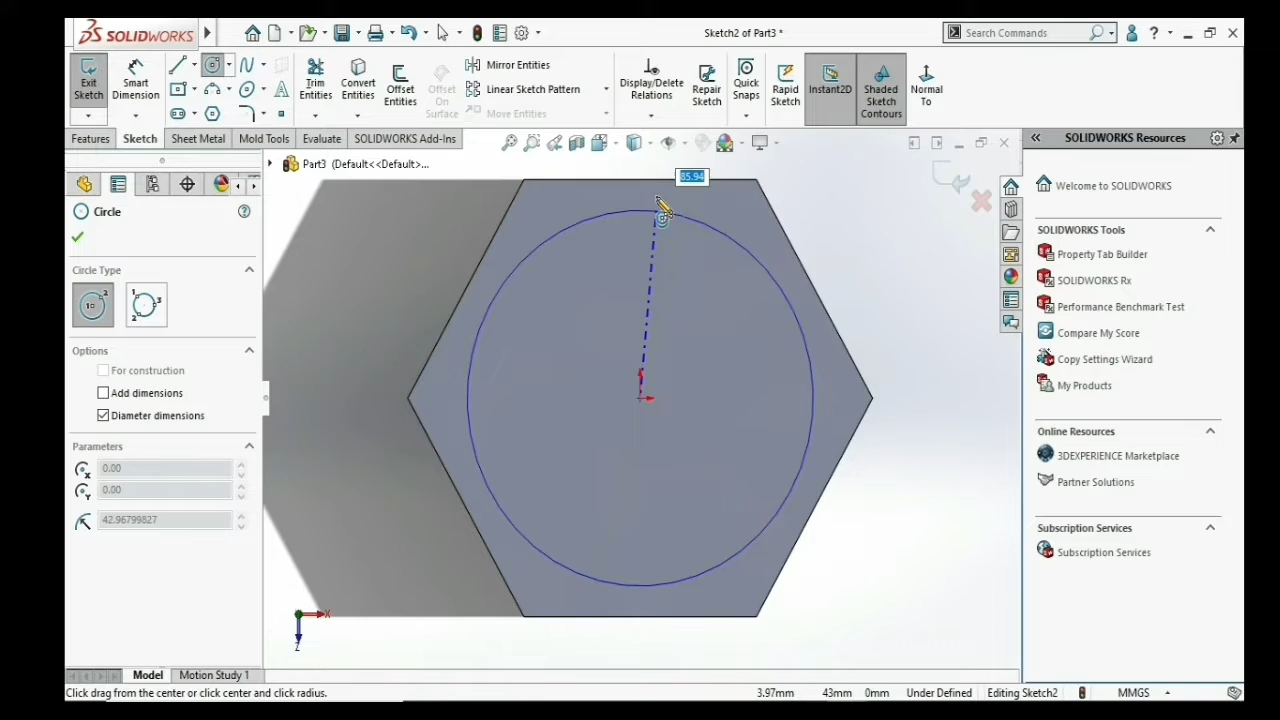 SOLIDWORKS
Sketch2 of Part3 *
Search Commands
?
Exit Sketch
Smart Dimension
Trim Entities
Convert Entities
Offset Entities
Offset On Surface
Mirror Entities
Linear Sketch Pattern
Move Entities
Display/Delete Relations
Repair Sketch
Quick Snaps
Rapid Sketch
Instant2D
Shaded Sketch Contours
Normal To
Features
Sketch
Sheet Metal
Mold Tools
Evaluate
SOLIDWORKS Add-Ins
SOLIDWORKS Resources
Part3 (Default<<Default>...
85.94
Circle
?
Circle Type
Options
For construction
Add dimensions
Diameter dimensions
Parameters
0.00
0.00
42.96799827
X
Z
Welcome to SOLIDWORKS
SOLIDWORKS Tools
Property Tab Builder
SOLIDWORKS Rx
Performance Benchmark Test
Compare My Score
Copy Settings Wizard
My Products
Online Resources
3DEXPERIENCE Marketplace
Partner Solutions
Subscription Services
Subscription Services
Model
Motion Study 1
Click drag from the center or click center and click radius.
3.97mm
43mm
0mm
Under Defined
Editing Sketch2
MMGS